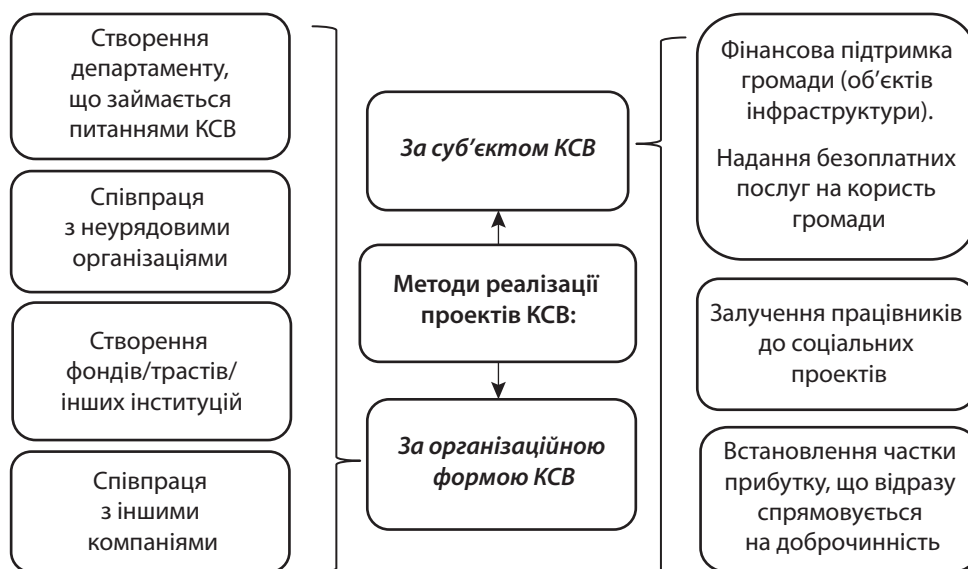 Створення
департаменту,
що займається
питаннями КСВ
Співпраця
з неурядовими
організаціями
Створення
фондів/трастів/
інших інституцій
Співпраця
з іншими
компаніями
За суб’єктом КСВ
Методи реалізації
проектів КСВ:
За організаційною
формою КСВ
Фінансова підтримка
громади (об’єктів
інфраструктури).
Надання безоплатних
послуг на користь
громади
Залучення працівників
до соціальних
проектів
Встановлення частки
прибутку, що відразу
спрямовується
на доброчинність